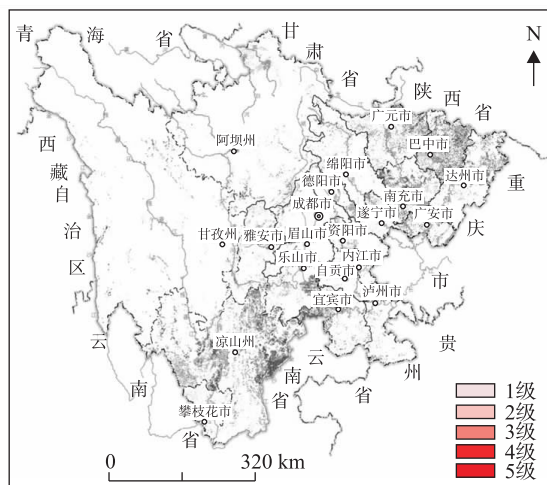 青海省
甘肃省
陕西省
重庆市
贵州省
云南省
云南省
西藏自治区
N
广元市
巴中市
阿坝州
绵阳市
达州市
德阳市
南充市
成都市
遂宁市
广安市
甘孜州
雅安市
眉山市
资阳市
乐山市
内江市
自贡市
宜宾市
泸州市
凉山州
攀枝花市
1级
2级
3级
4级
5级
0
320 km